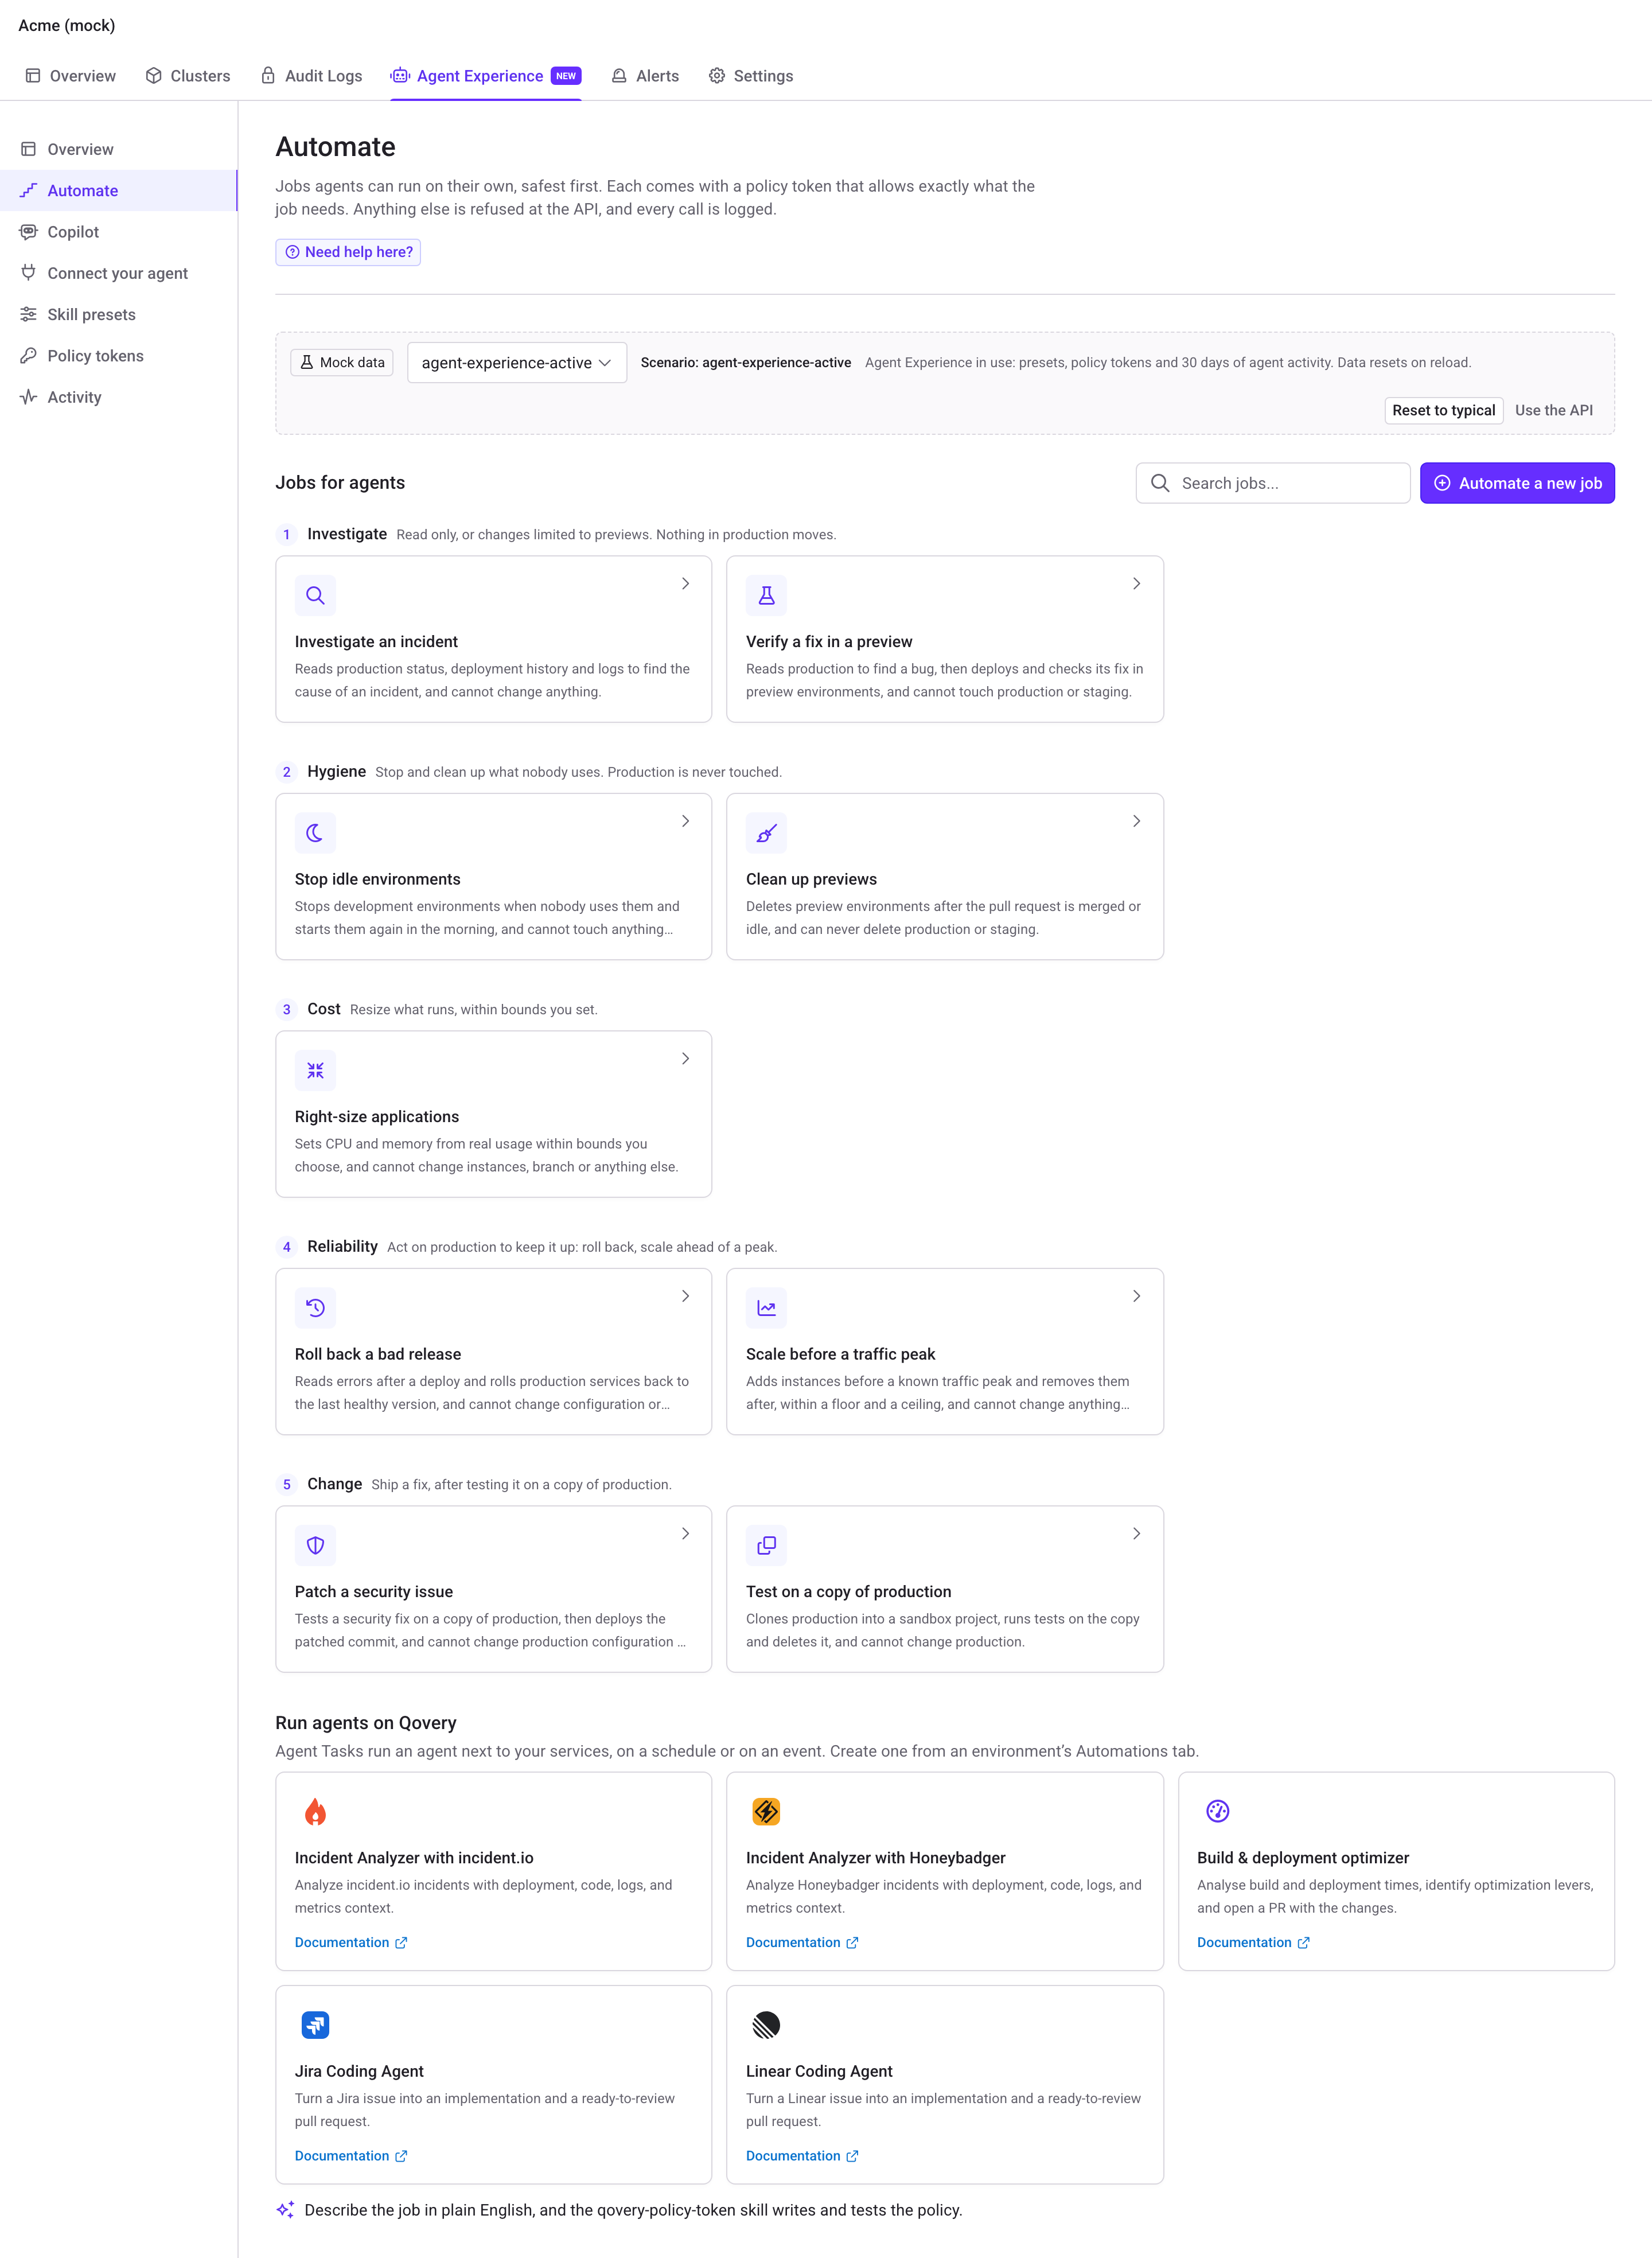 Acme (mock)
Overview
Clusters
Audit Logs
Agent Experience NEW
Alerts
Settings
Overview
Automate
Copilot
Connect your agent
Skill presets
Policy tokens
Activity
Automate
Jobs agents can run on their own, safest first. Each comes with a policy token that allows exactly what the
job needs. Anything else is refused at the API, and every call is logged.
Need help here?
Mock data
agent-experience-active
Scenario: agent-experience-active
Agent Experience in use: presets, policy tokens and 30 days of agent activity. Data resets on reload.
Reset to typical
Use the API
Jobs for agents
Search jobs...
Automate a new job
1 Investigate Read only, or changes limited to previews. Nothing in production moves.
Investigate an incident
Reads production status, deployment history and logs to find the
cause of an incident, and cannot change anything.
Verify a fix in a preview
Reads production to find a bug, then deploys and checks its fix in
preview environments, and cannot touch production or staging.
2 Hygiene Stop and clean up what nobody uses. Production is never touched.
Stop idle environments
Stops development environments when nobody uses them and
starts them again in the morning, and cannot touch anything…
Clean up previews
Deletes preview environments after the pull request is merged or
idle, and can never delete production or staging.
3 Cost Resize what runs, within bounds you set.
Right-size applications
Sets CPU and memory from real usage within bounds you
choose, and cannot change instances, branch or anything else.
4 Reliability Act on production to keep it up: roll back, scale ahead of a peak.
Roll back a bad release
Reads errors after a deploy and rolls production services back to
the last healthy version, and cannot change configuration or…
Scale before a traffic peak
Adds instances before a known traffic peak and removes them
after, within a floor and a ceiling, and cannot change anything…
5 Change Ship a fix, after testing it on a copy of production.
Patch a security issue
Tests a security fix on a copy of production, then deploys the
patched commit, and cannot change production configuration …
Test on a copy of production
Clones production into a sandbox project, runs tests on the copy
and deletes it, and cannot change production.
Run agents on Qovery
Agent Tasks run an agent next to your services, on a schedule or on an event. Create one from an environment’s Automations tab.
Incident Analyzer with incident.io
Analyze incident.io incidents with deployment, code, logs, and
metrics context.
Documentation
Incident Analyzer with Honeybadger
Analyze Honeybadger incidents with deployment, code, logs, and
metrics context.
Documentation
Build & deployment optimizer
Analyse build and deployment times, identify optimization levers,
and open a PR with the changes.
Documentation
Jira Coding Agent
Turn a Jira issue into an implementation and a ready-to-review
pull request.
Documentation
Linear Coding Agent
Turn a Linear issue into an implementation and a ready-to-review
pull request.
Documentation
Describe the job in plain English, and the qovery-policy-token skill writes and tests the policy.